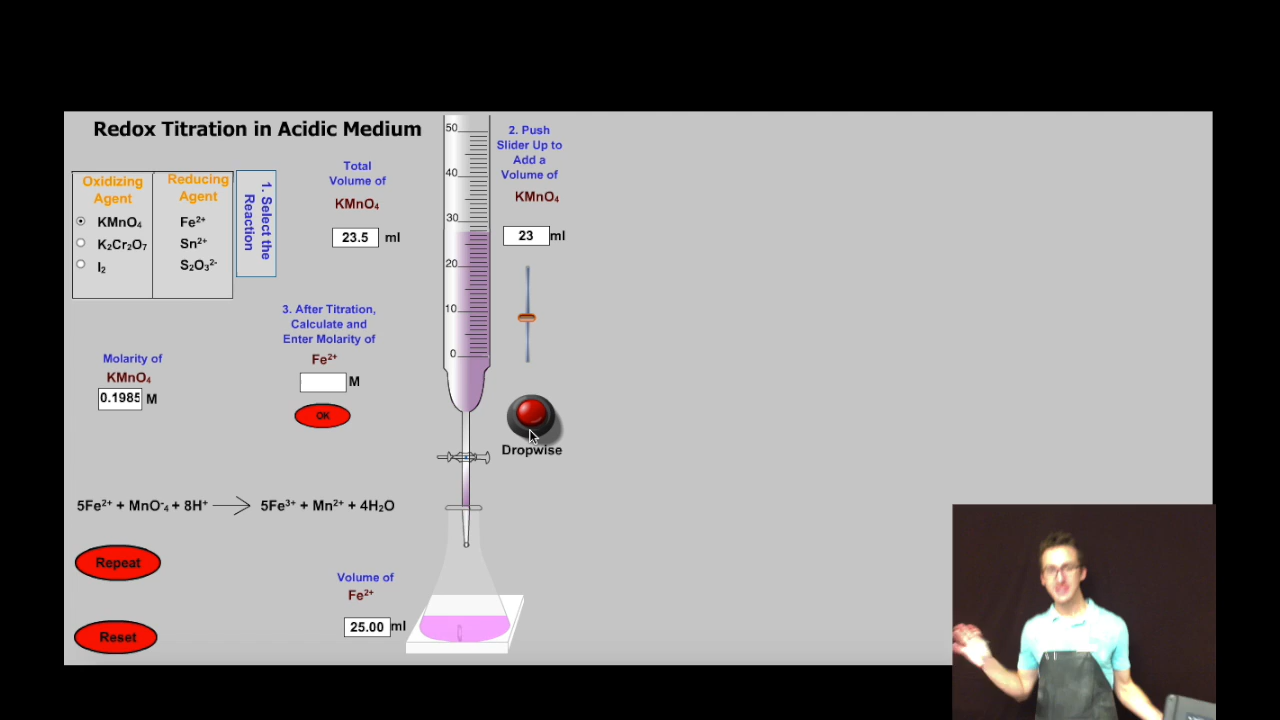 Redox Titration in Acidic Medium
Oxidizing
Agent
Reducing
Agent
KMnO₄
Fe²⁺
K₂Cr₂O₇
Sn²⁺
I₂
S₂O₃²⁻
1. Select the
Reaction
Total
Volume of
KMnO₄
23.5 ml
50
40
30
20
10
0
2. Push
Slider Up to
Add a
Volume of
KMnO₄
23 ml
Dropwise
3. After Titration,
Calculate and
Enter Molarity of
Fe²⁺
M
OK
Molarity of
KMnO₄
0.1985 M
5Fe²⁺ + MnO⁻₄ + 8H⁺ → 5Fe³⁺ + Mn²⁺ + 4H₂O
Repeat
Reset
Volume of
Fe²⁺
25.00 ml